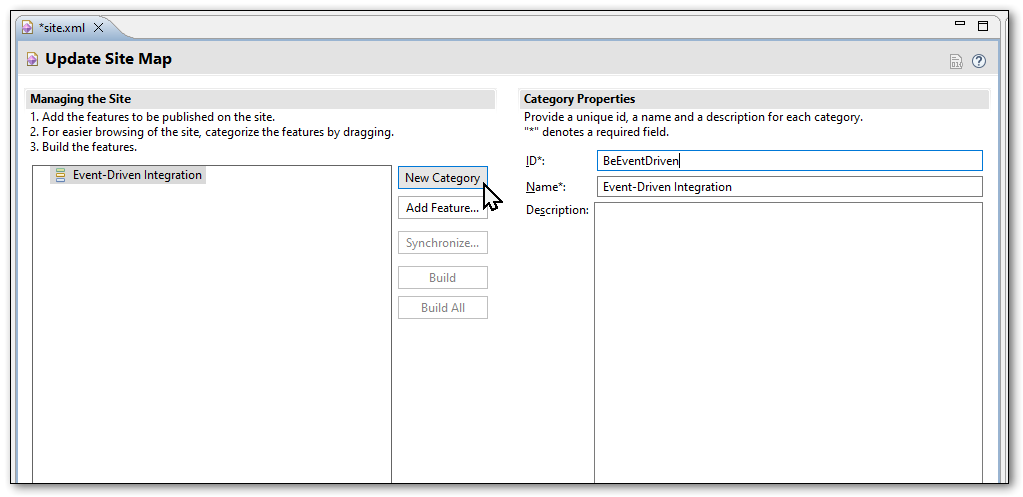 *site.xml
Update Site Map
Managing the Site
1. Add the features to be published on the site.
2. For easier browsing of the site, categorize the features by dragging.
3. Build the features.
Event-Driven Integration
New Category
Add Feature...
Synchronize...
Build
Build All
Category Properties
Provide a unique id, a name and a description for each category.
"*" denotes a required field.
ID*:
BeEventDriven
Name*:
Event-Driven Integration
Description: